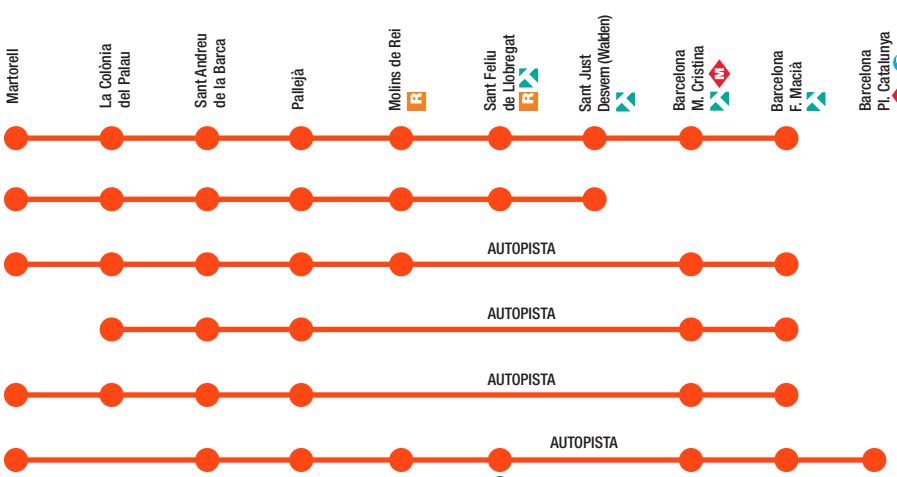 Martorell
La Colònia
del Palau
Sant Andreu
de la Barca
Pallejà
Molins de Rei
R
Sant Feliu
de Llobregat
R
Sant Just
Desvern (Walden)
Barcelona
M. Cristina
M
Barcelona
F. Macià
Barcelona
Pl. Catalunya
AUTOPISTA
AUTOPISTA
AUTOPISTA
AUTOPISTA